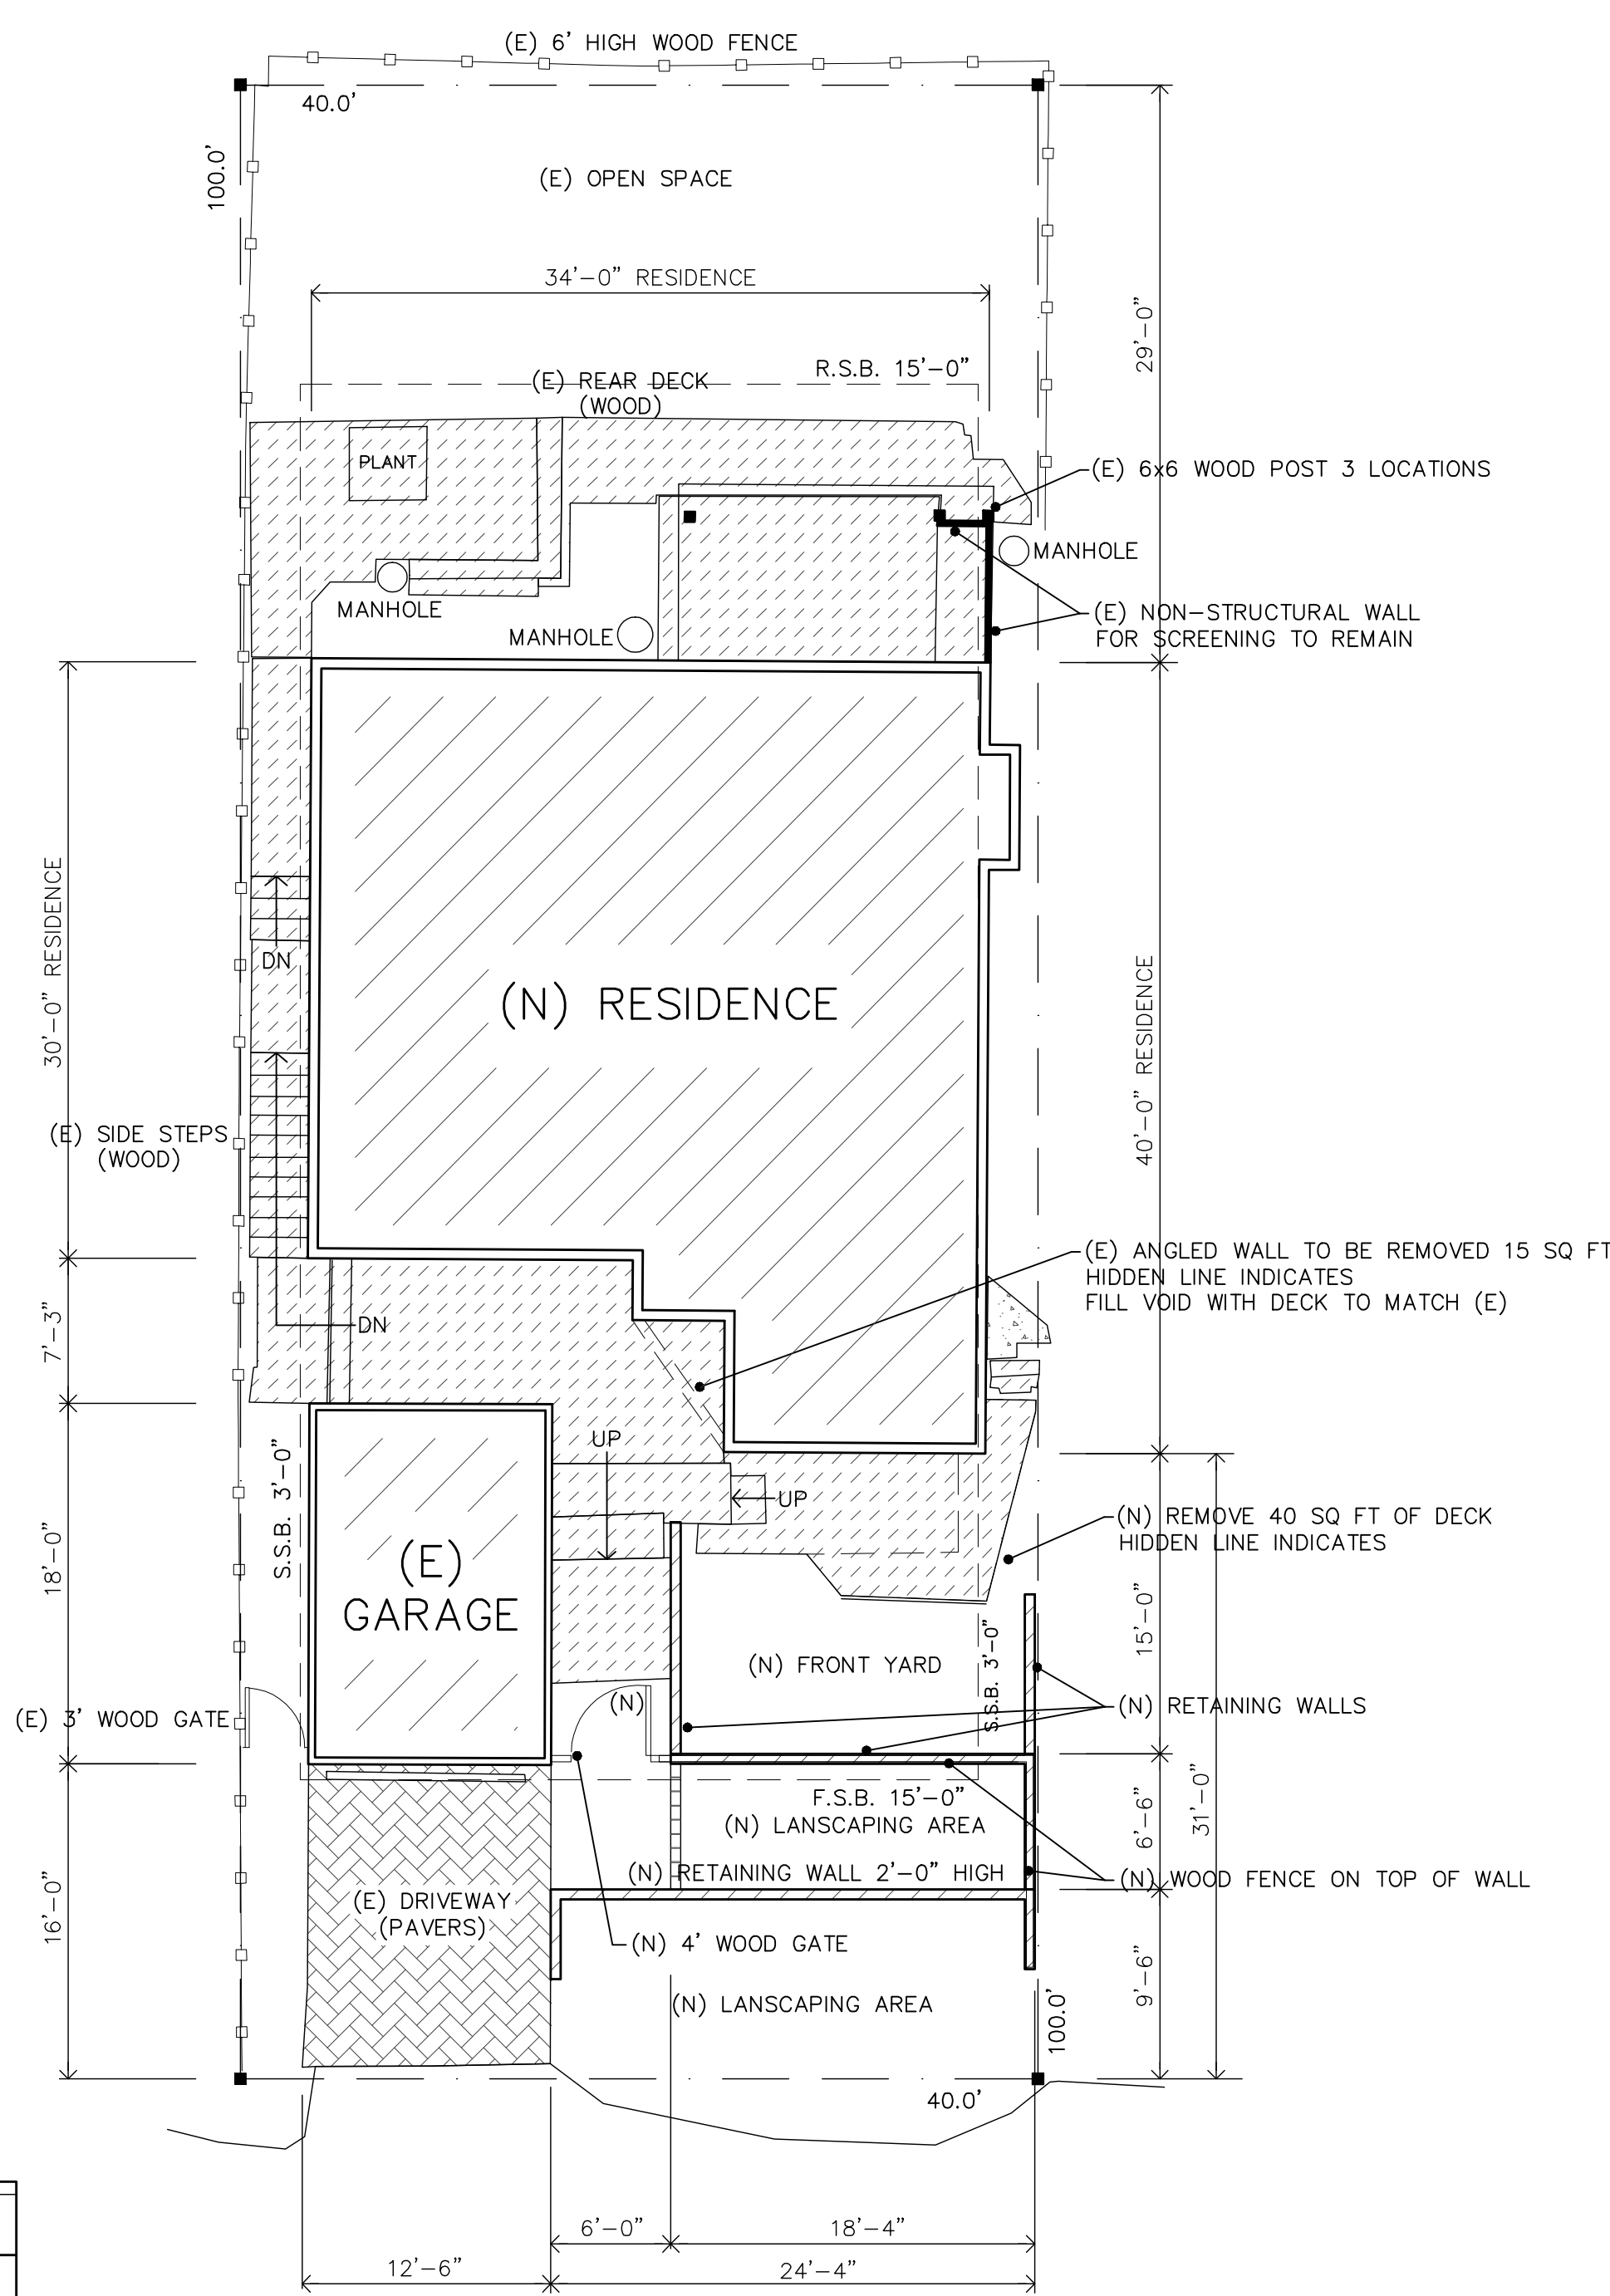 (E) 6' HIGH WOOD FENCE
40.0'
100.0'
(E) OPEN SPACE
34'-0" RESIDENCE
29'-0"
R.S.B. 15'-0"
(E) REAR DECK
(WOOD)
PLANT
(E) 6x6 WOOD POST 3 LOCATIONS
MANHOLE
MANHOLE
MANHOLE
(E) NON-STRUCTURAL WALL
FOR SCREENING TO REMAIN
30'-0" RESIDENCE
DN
(N) RESIDENCE
40'-0" RESIDENCE
(E) SIDE STEPS
(WOOD)
(E) ANGLED WALL TO BE REMOVED 15 SQ FT
HIDDEN LINE INDICATES
FILL VOID WITH DECK TO MATCH (E)
7'-3"
DN
UP
UP
S.S.B. 3'-0"
(N) REMOVE 40 SQ FT OF DECK
HIDDEN LINE INDICATES
18'-0"
(E)
GARAGE
15'-0"
(N) FRONT YARD
S.S.B. 3'-0"
(N)
(N) RETAINING WALLS
(E) 3' WOOD GATE
F.S.B. 15'-0"
(N) LANSCAPING AREA
6'-6"
31'-0"
(N) RETAINING WALL 2'-0" HIGH
(N) WOOD FENCE ON TOP OF WALL
16'-0"
(E) DRIVEWAY
(PAVERS)
(N) 4' WOOD GATE
9'-6"
(N) LANSCAPING AREA
100.0'
40.0'
6'-0"
18'-4"
12'-6"
24'-4"